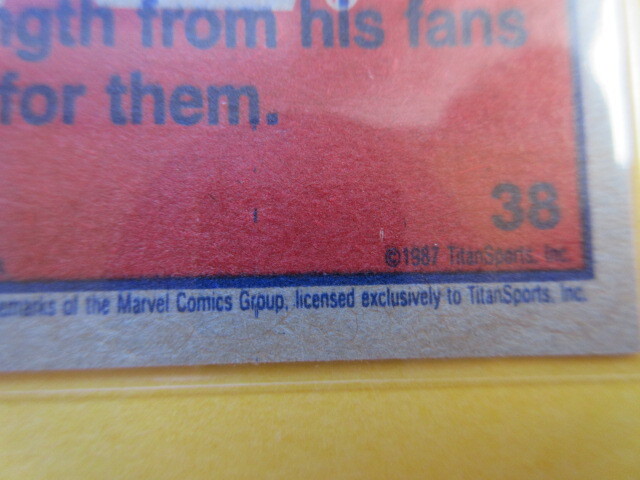 ngth from his fans
for them.
38
©1987 TitanSports, Inc.
emarks of the Marvel Comics Group, licensed exclusively to TitanSports, Inc.